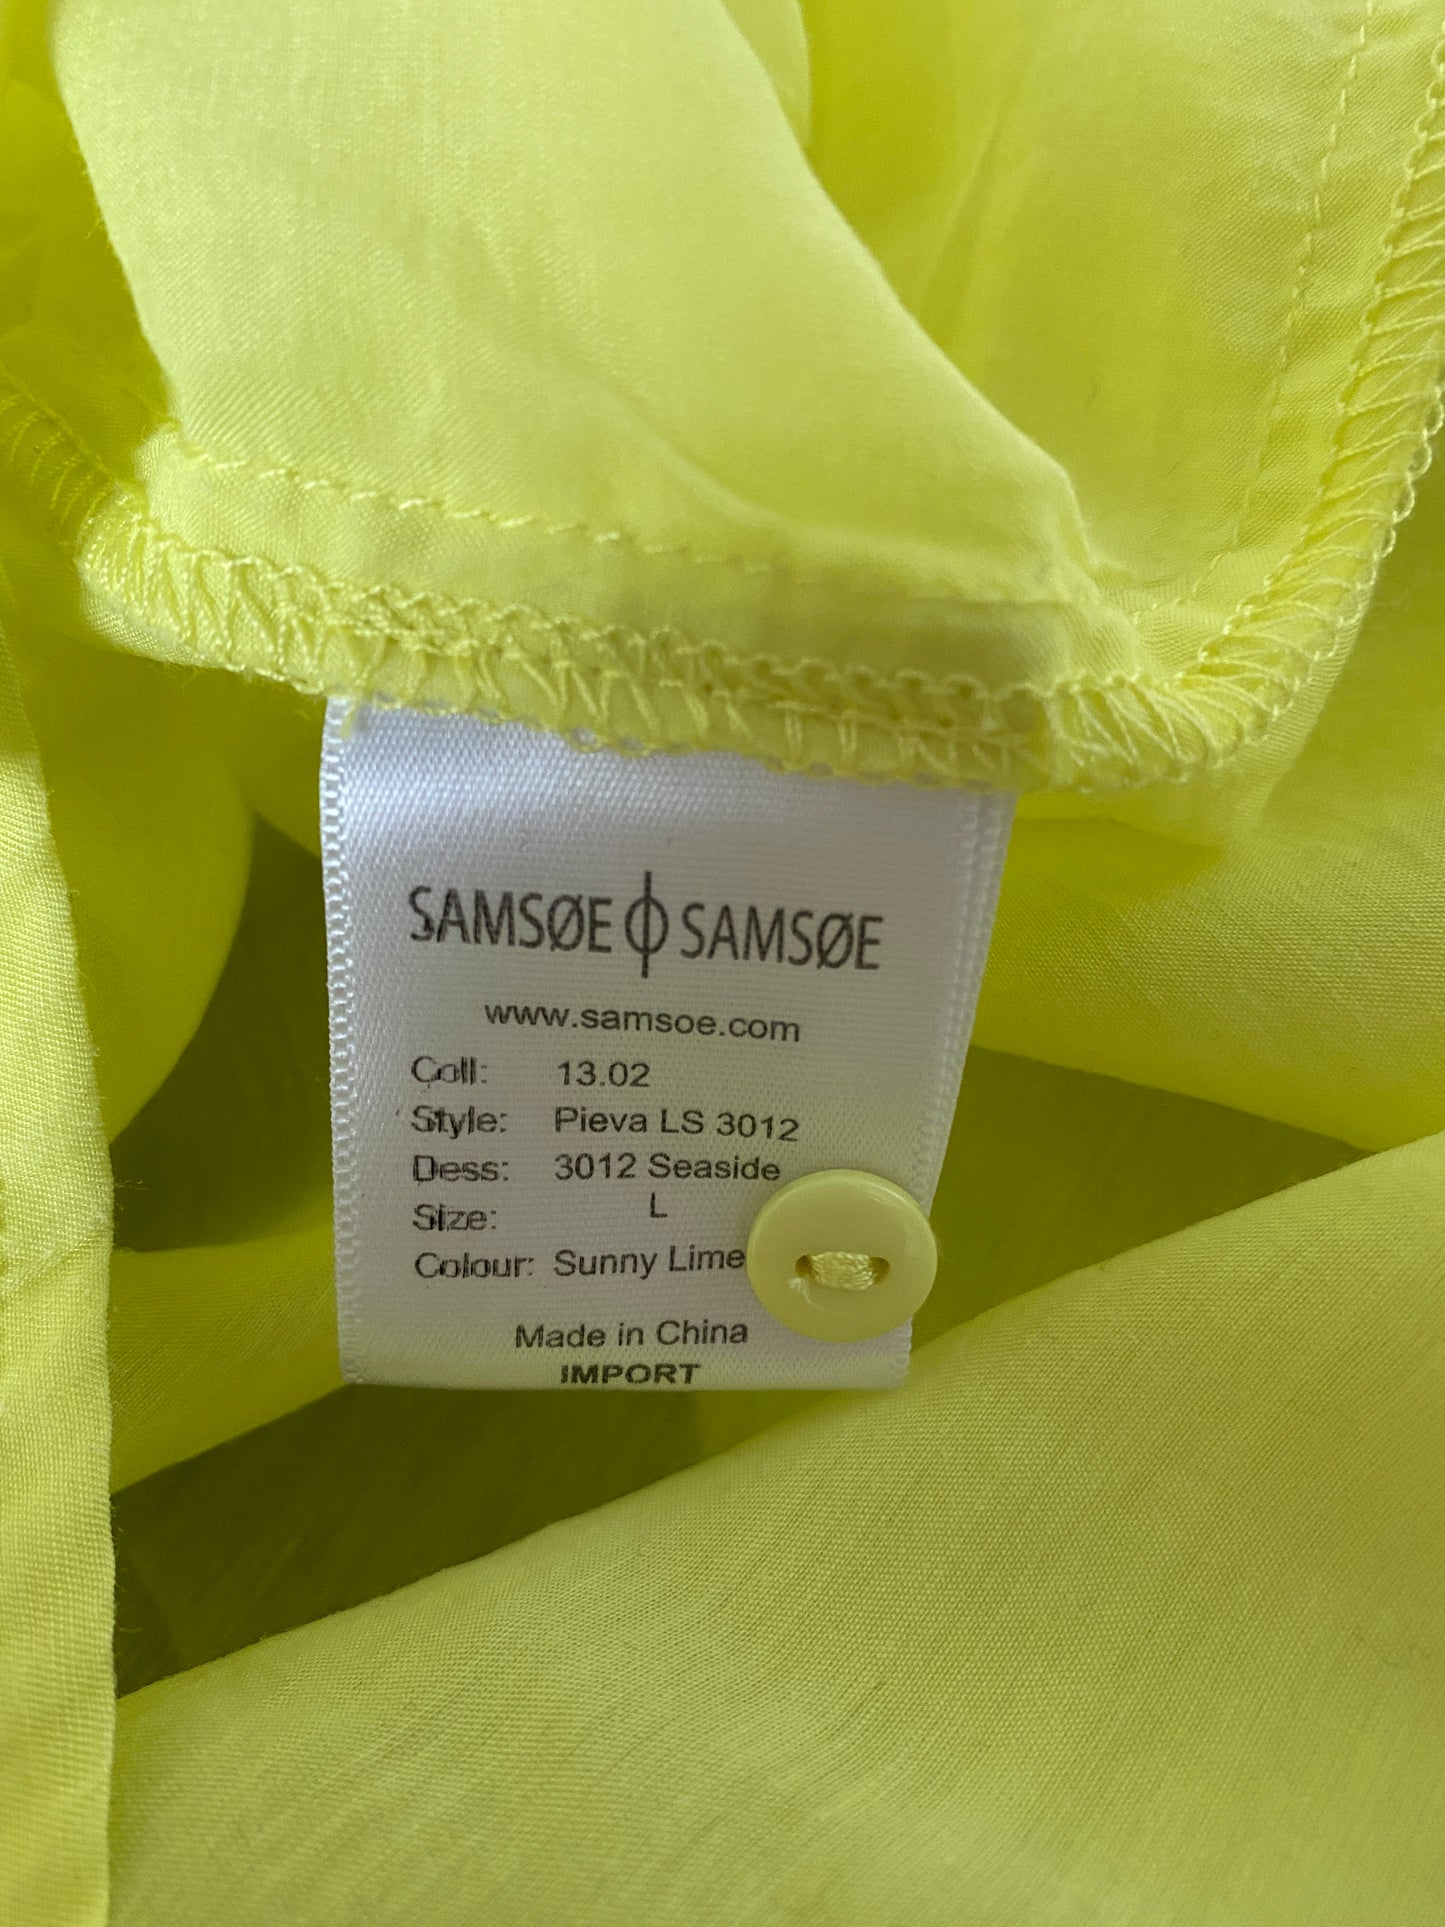 SAMSØE SAMSØE
www.samsoe.com
Coll: 13.02
Style: Pieva LS 3012
Dess: 3012 Seaside
Size: L
Colour: Sunny Lime
Made in China
IMPORT